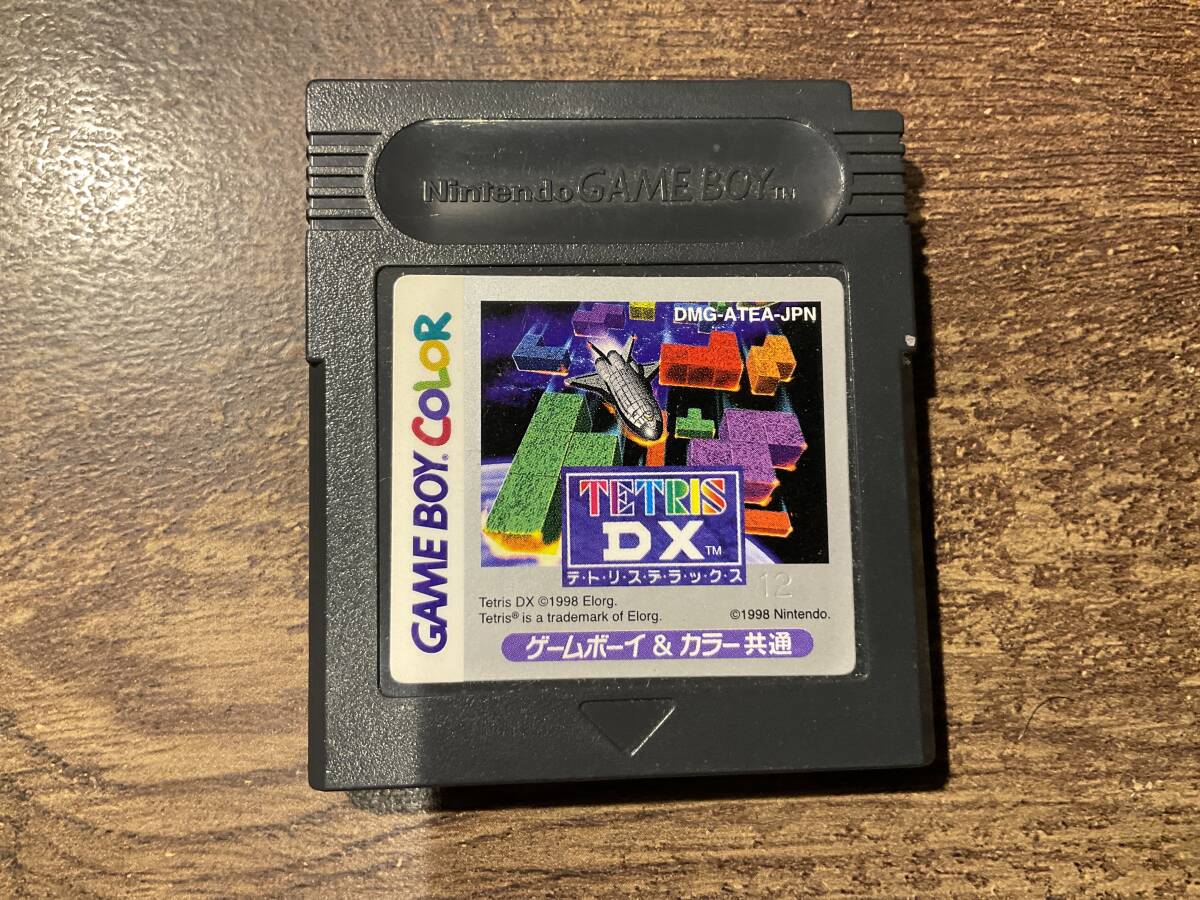 Nintendo GAME BOY TM
GAME BOY® COLOR
DMG-ATEA-JPN
TETRIS
DX™
テ・ト・リ・ス・デ・ラ・ッ・ク・ス
12
Tetris DX ©1998 Elorg.
Tetris® is a trademark of Elorg.
©1998 Nintendo.
ゲームボーイ & カラー共通